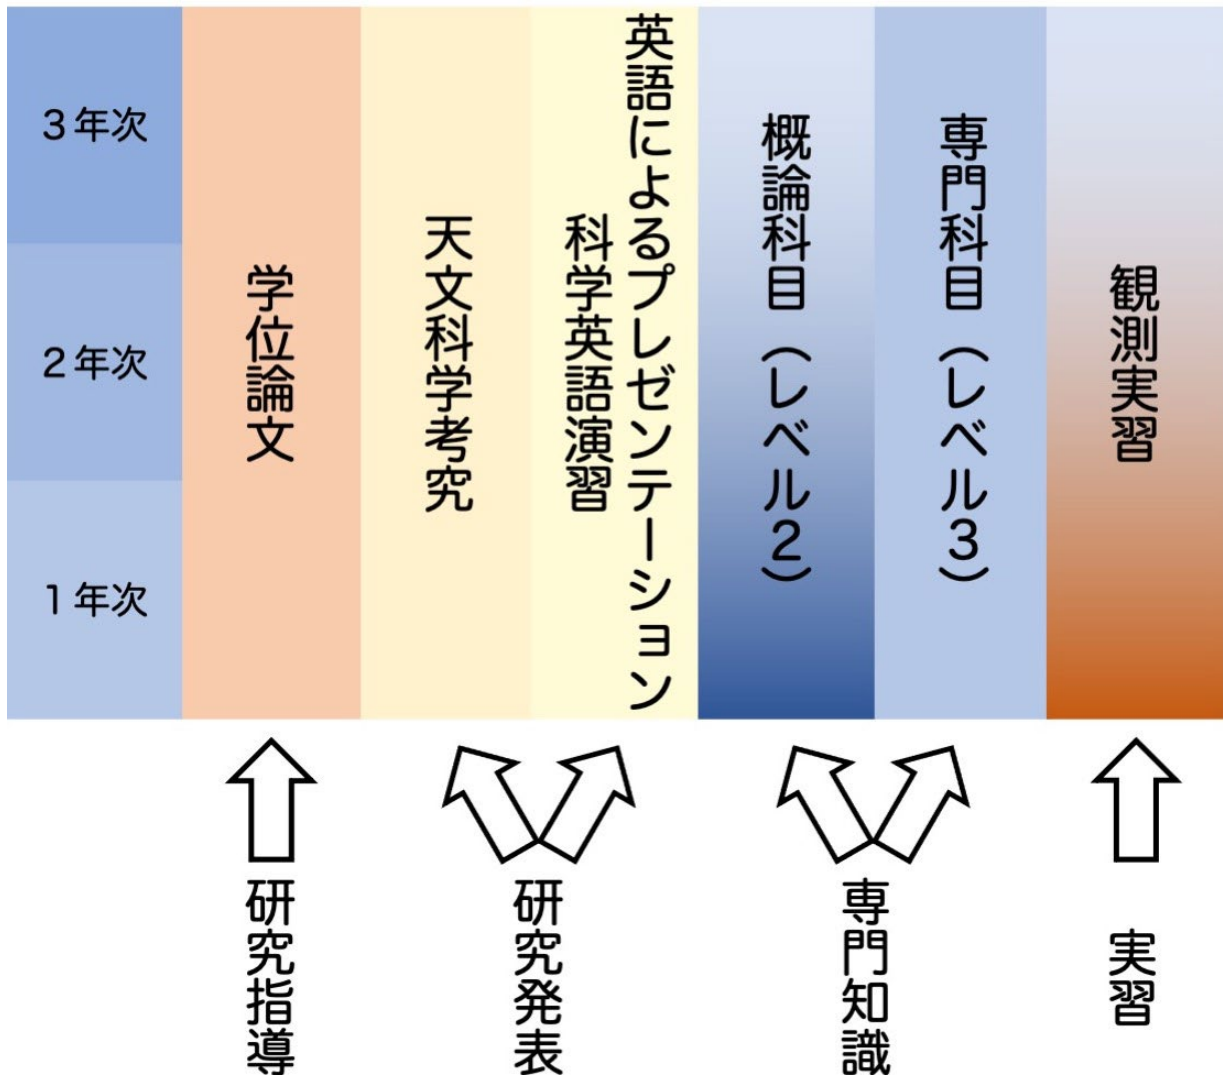 3年次
2年次
1年次
学位論文
天文科学考究
科学英語演習
英語によるプレゼンテーション
概論科目（レベル2）
専門科目（レベル3）
観測実習
研究指導
研究発表
専門知識
実習